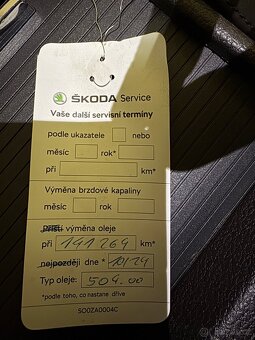 ŠKODA Service
Vaše další servisní termíny
podle ukazatele nebo
měsíc rok*
při km*
Výměna brzdové kapaliny
měsíc rok
příští výměna oleje
při 191 269 km*
nejpozději dne* 10/24
Typ oleje: 504.00
*podle toho, co nastane dříve
5D0ZA0004C